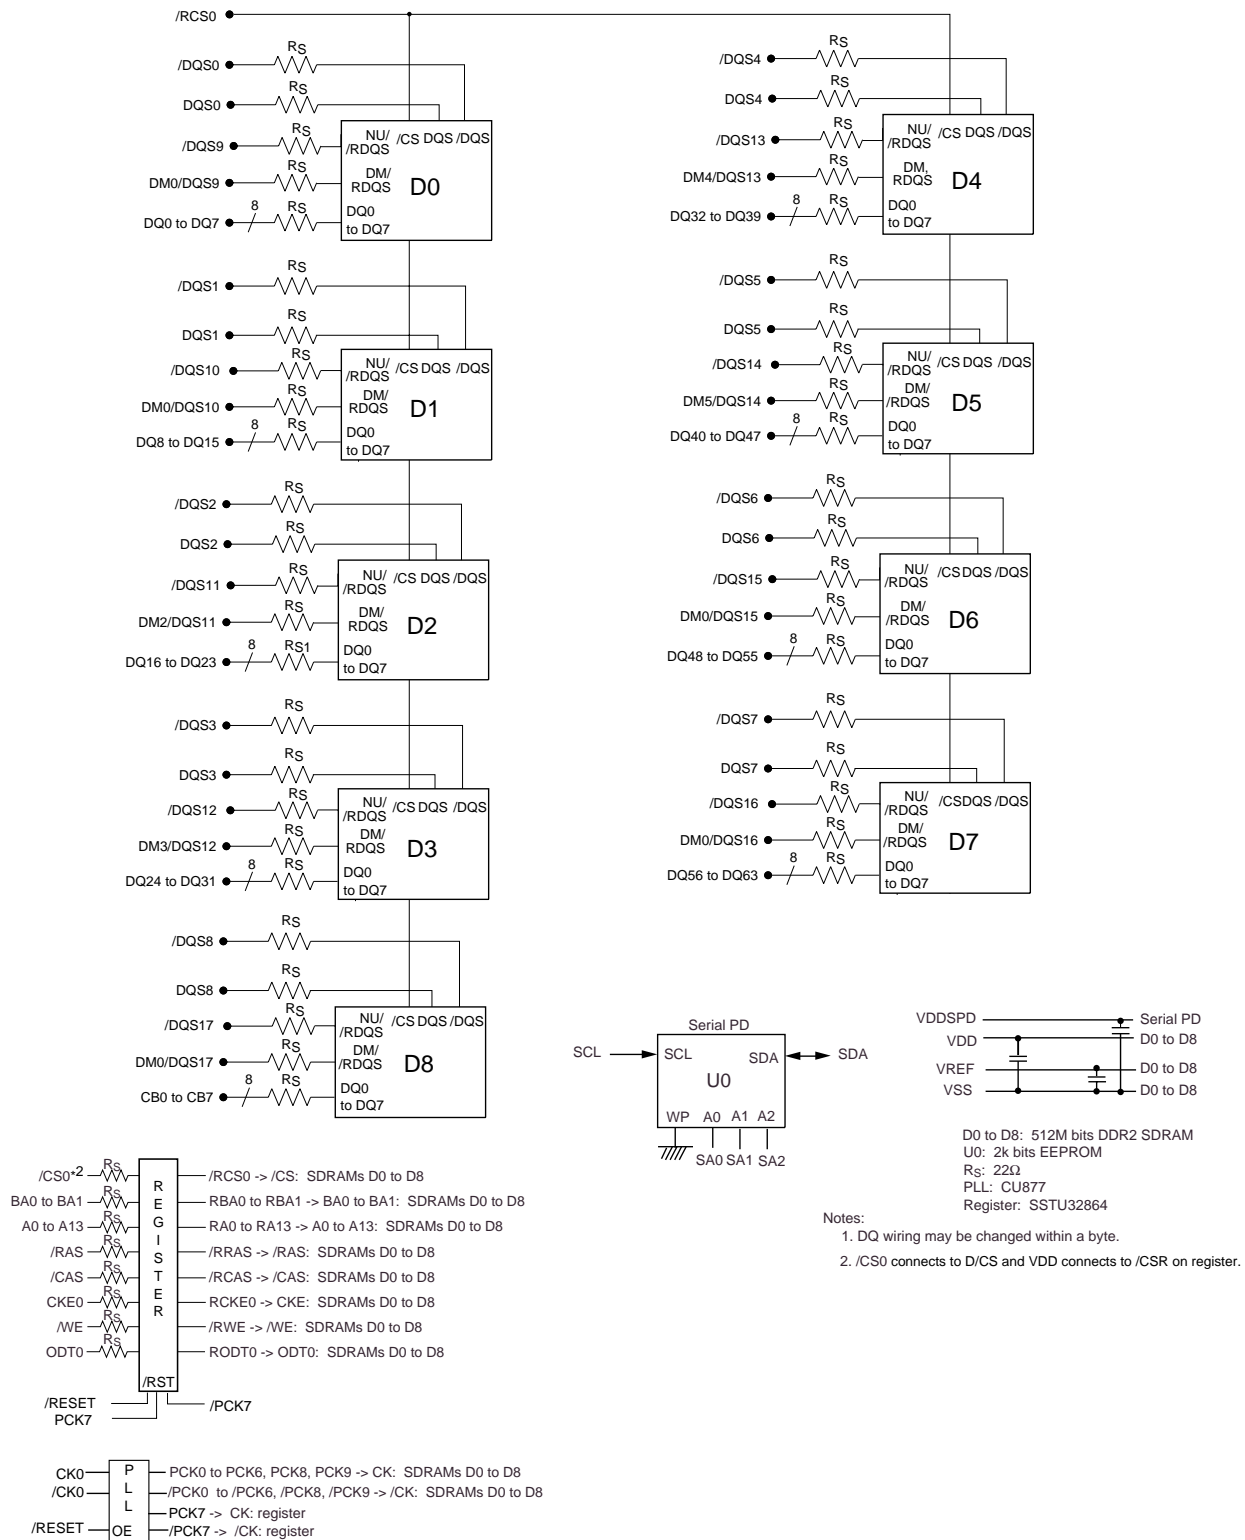 /RCS0
RS
/DQS0
RS
DQS0
RS
/DQS9
RS
DM0/DQS9
8 RS
DQ0 to DQ7
NU/ /CS DQS /DQS
/RDQS
DM/
RDQS
D0
DQ0
to DQ7
RS
/DQS1
RS
DQS1
RS
/DQS10
RS
DM0/DQS10
8 RS
DQ8 to DQ15
NU/ /CS DQS /DQS
/RDQS
DM/
RDQS
D1
DQ0
to DQ7
RS
/DQS2
RS
DQS2
RS
/DQS11
RS
DM2/DQS11
8 RS1
DQ16 to DQ23
NU/ /CS DQS /DQS
/RDQS
DM/
RDQS
D2
DQ0
to DQ7
RS
/DQS3
RS
DQS3
RS
/DQS12
RS
DM3/DQS12
8 RS
DQ24 to DQ31
NU/ /CS DQS /DQS
/RDQS
DM/
RDQS
D3
DQ0
to DQ7
RS
/DQS8
RS
DQS8
RS
/DQS17
RS
DM0/DQS17
8 RS
CB0 to CB7
NU/ /CS DQS /DQS
/RDQS
DM/
/RDQS
D8
DQ0
to DQ7
RS
/DQS4
RS
DQS4
RS
/DQS13
RS
DM4/DQS13
8 RS
DQ32 to DQ39
NU/ /CS DQS /DQS
/RDQS
DM,
RDQS
D4
DQ0
to DQ7
RS
/DQS5
RS
DQS5
RS
/DQS14
RS
DM5/DQS14
8 RS
DQ40 to DQ47
NU/ /CS DQS /DQS
/RDQS
DM/
/RDQS
D5
DQ0
to DQ7
RS
/DQS6
RS
DQS6
RS
/DQS15
RS
DM0/DQS15
8 RS
DQ48 to DQ55
NU/ /CS DQS /DQS
/RDQS
DM/
/RDQS
D6
DQ0
to DQ7
RS
/DQS7
RS
DQS7
RS
/DQS16
RS
DM0/DQS16
8 RS
DQ56 to DQ63
NU/ /CS DQS /DQS
/RDQS
DM/
/RDQS
D7
DQ0
to DQ7
Serial PD
SCL SCL SDA SDA
U0
WP A0 A1 A2
SA0 SA1 SA2
VDDSPD Serial PD
VDD D0 to D8
VREF D0 to D8
VSS D0 to D8
D0 to D8: 512M bits DDR2 SDRAM
U0: 2k bits EEPROM
RS: 22Ω
PLL: CU877
Register: SSTU32864
Notes:
1. DQ wiring may be changed within a byte.
2. /CS0 connects to D/CS and VDD connects to /CSR on register.
REGISTER
/CS0*2 RS /RCS0 -> /CS: SDRAMs D0 to D8
BA0 to BA1 RS RBA0 to RBA1 -> BA0 to BA1: SDRAMs D0 to D8
A0 to A13 RS RA0 to RA13 -> A0 to A13: SDRAMs D0 to D8
/RAS RS /RRAS -> /RAS: SDRAMs D0 to D8
/CAS RS /RCAS -> /CAS: SDRAMs D0 to D8
CKE0 RS RCKE0 -> CKE: SDRAMs D0 to D8
/WE RS /RWE -> /WE: SDRAMs D0 to D8
ODT0 RS RODT0 -> ODT0: SDRAMs D0 to D8
/RST
/RESET /PCK7
PCK7
PLL
CK0 PCK0 to PCK6, PCK8, PCK9 -> CK: SDRAMs D0 to D8
/CK0 /PCK0 to /PCK6, /PCK8, /PCK9 -> /CK: SDRAMs D0 to D8
PCK7 -> CK: register
/RESET OE /PCK7 -> /CK: register